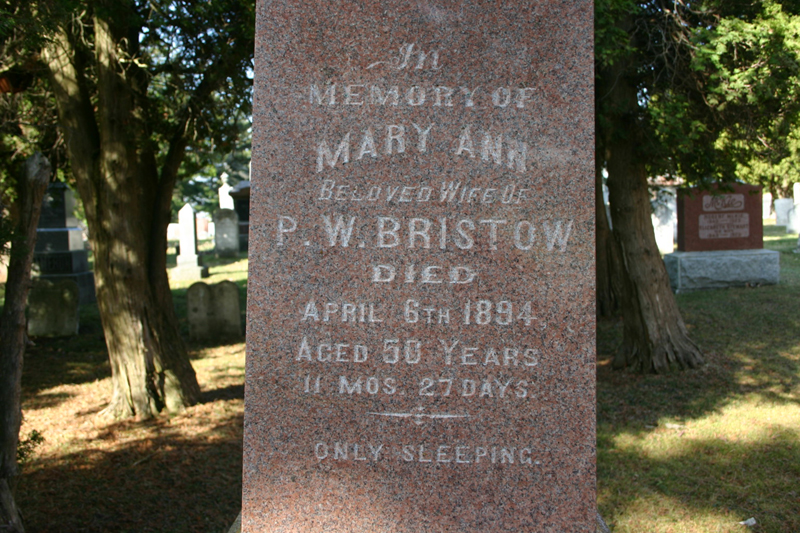 In
MEMORY OF
MARY ANN
BELOVED WIFE OF
P. W. BRISTOW
DIED
APRIL 6TH 1894,
AGED 50 YEARS
11 MOS. 27 DAYS.
ONLY SLEEPING.